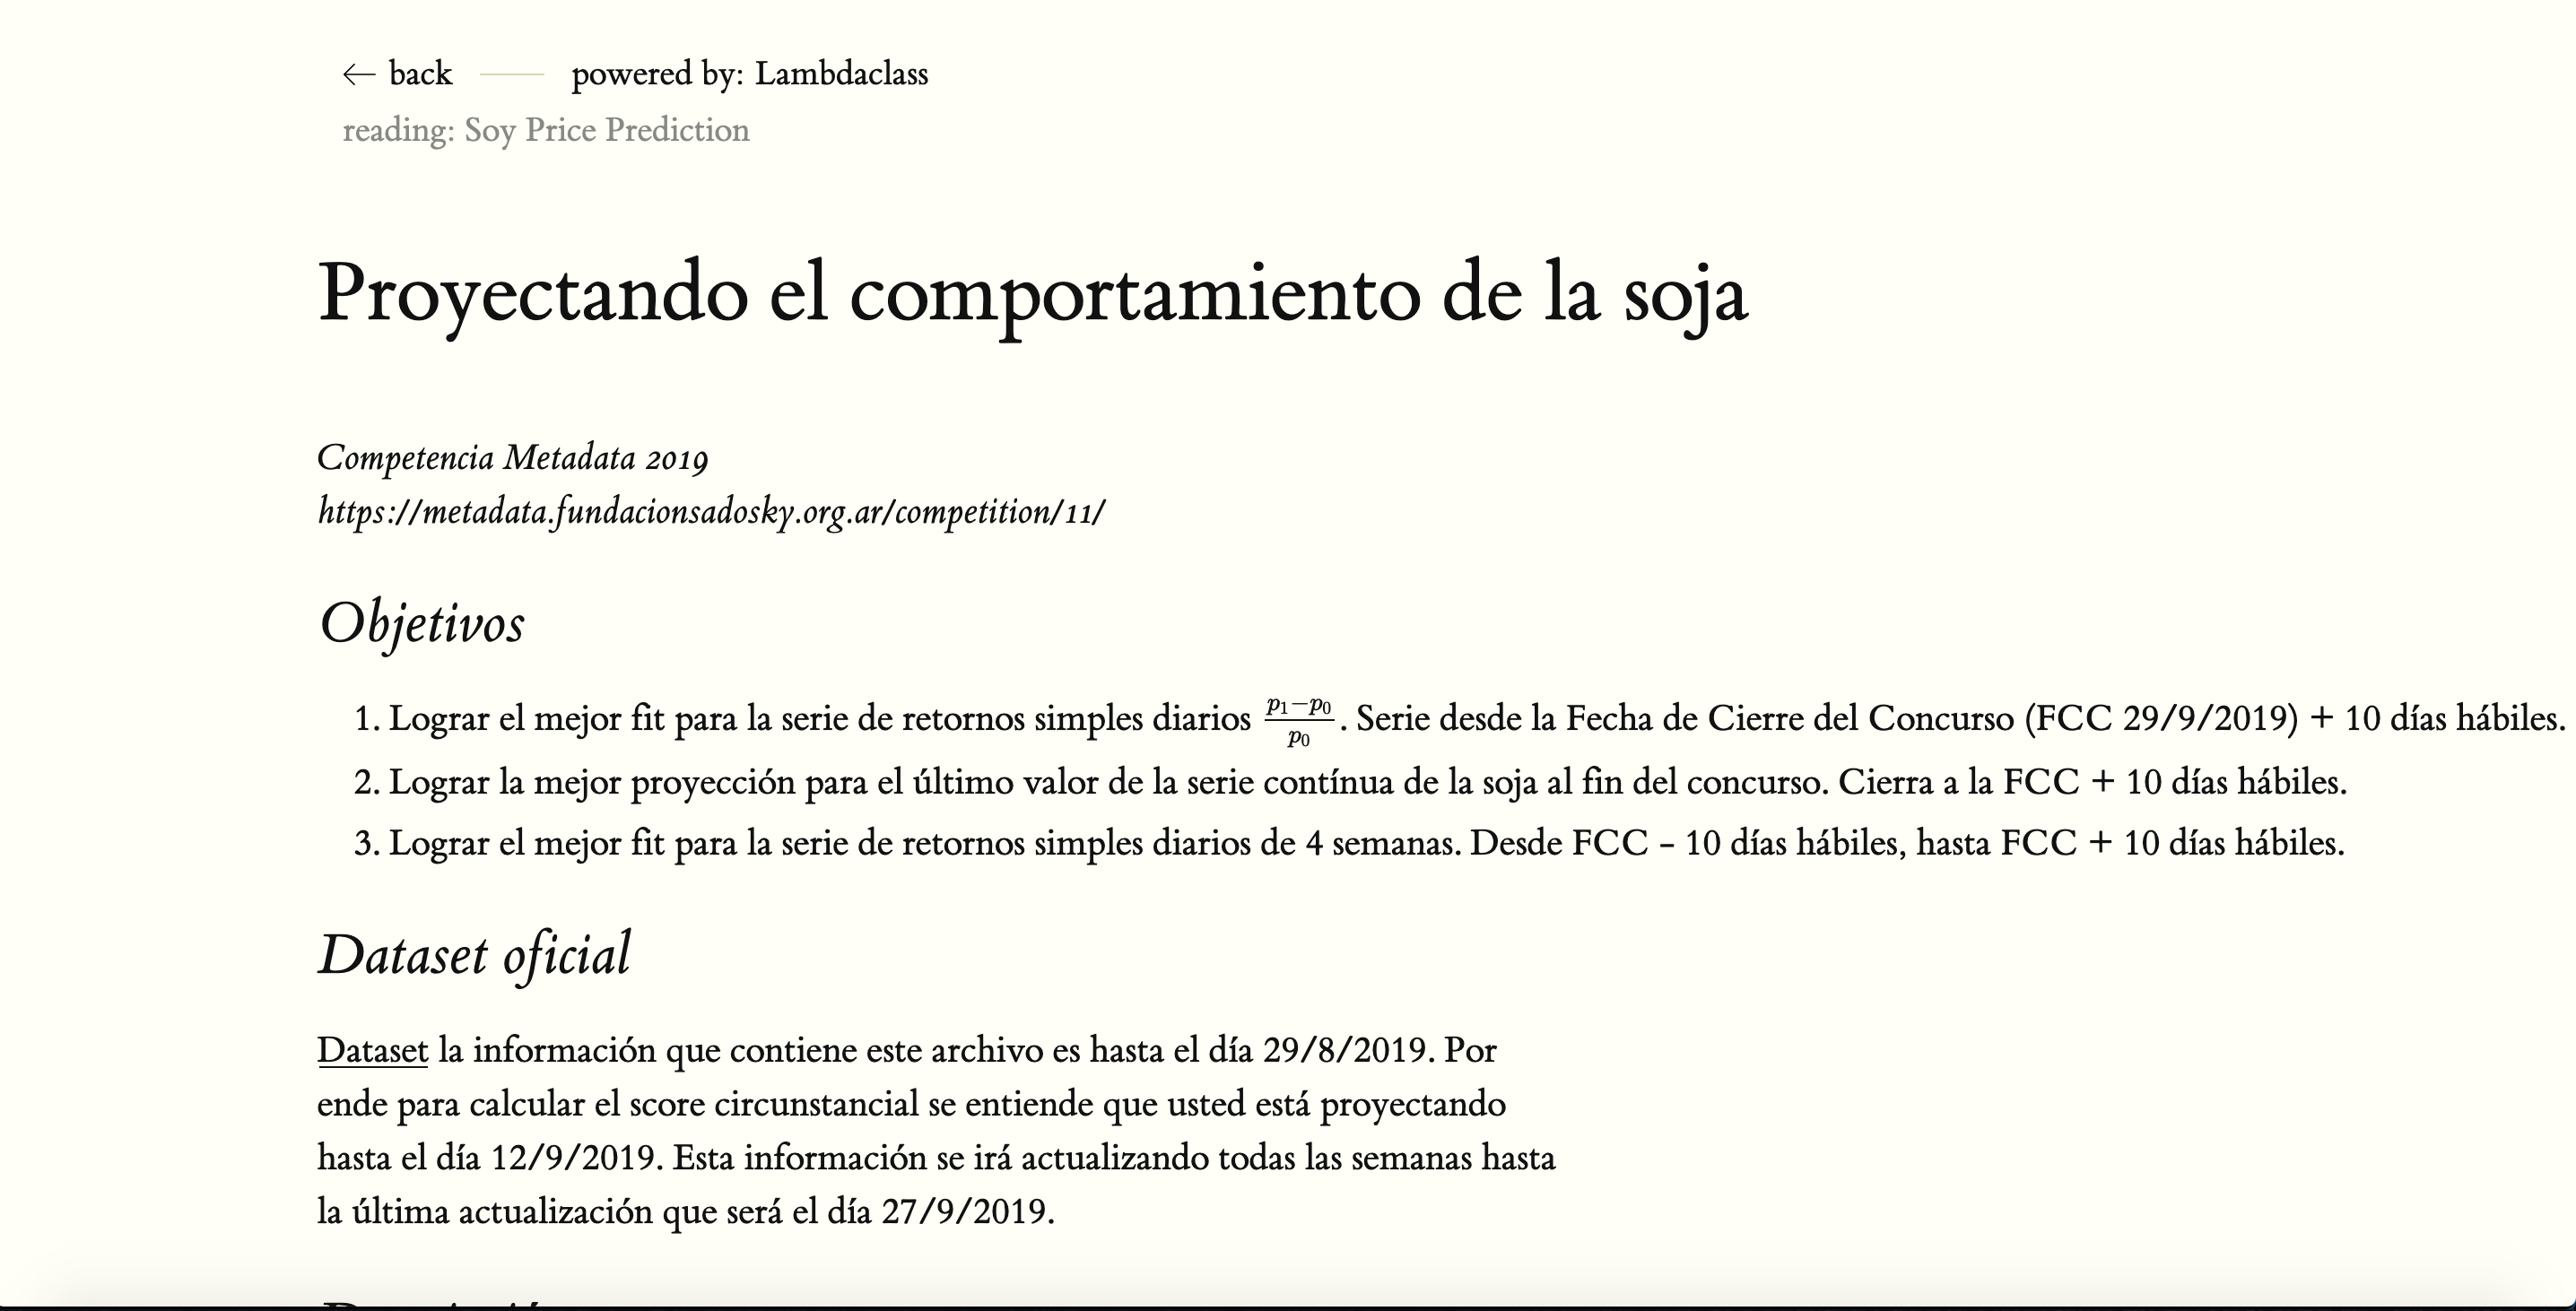 ← back — powered by: Lambdaclass
reading: Soy Price Prediction
Proyectando el comportamiento de la soja
Competencia Metadata 2019
https://metadata.fundacionsadosky.org.ar/competition/11/
Objetivos
1. Lograr el mejor fit para la serie de retornos simples diarios \frac{p_1-p_0}{p_0}. Serie desde la Fecha de Cierre del Concurso (FCC 29/9/2019) + 10 días hábiles.
2. Lograr la mejor proyección para el último valor de la serie contínua de la soja al fin del concurso. Cierra a la FCC + 10 días hábiles.
3. Lograr el mejor fit para la serie de retornos simples diarios de 4 semanas. Desde FCC - 10 días hábiles, hasta FCC + 10 días hábiles.
Dataset oficial
Dataset la información que contiene este archivo es hasta el día 29/8/2019. Por
ende para calcular el score circunstancial se entiende que usted está proyectando
hasta el día 12/9/2019. Esta información se irá actualizando todas las semanas hasta
la última actualización que será el día 27/9/2019.